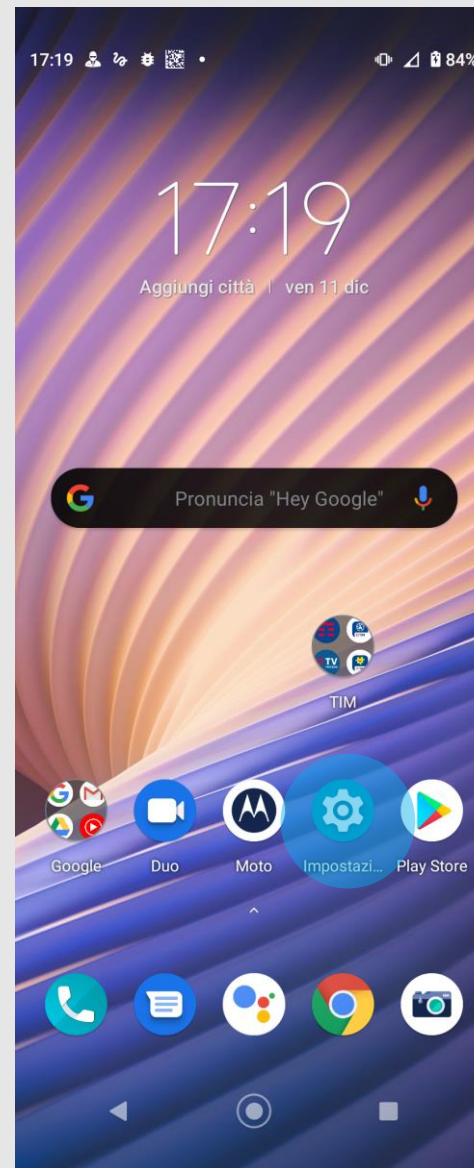 17:19
84%
17:19
Aggiungi città | ven 11 dic
Pronuncia "Hey Google"
TV
TIM
Google
Duo
Moto
Impostazi...
Play Store